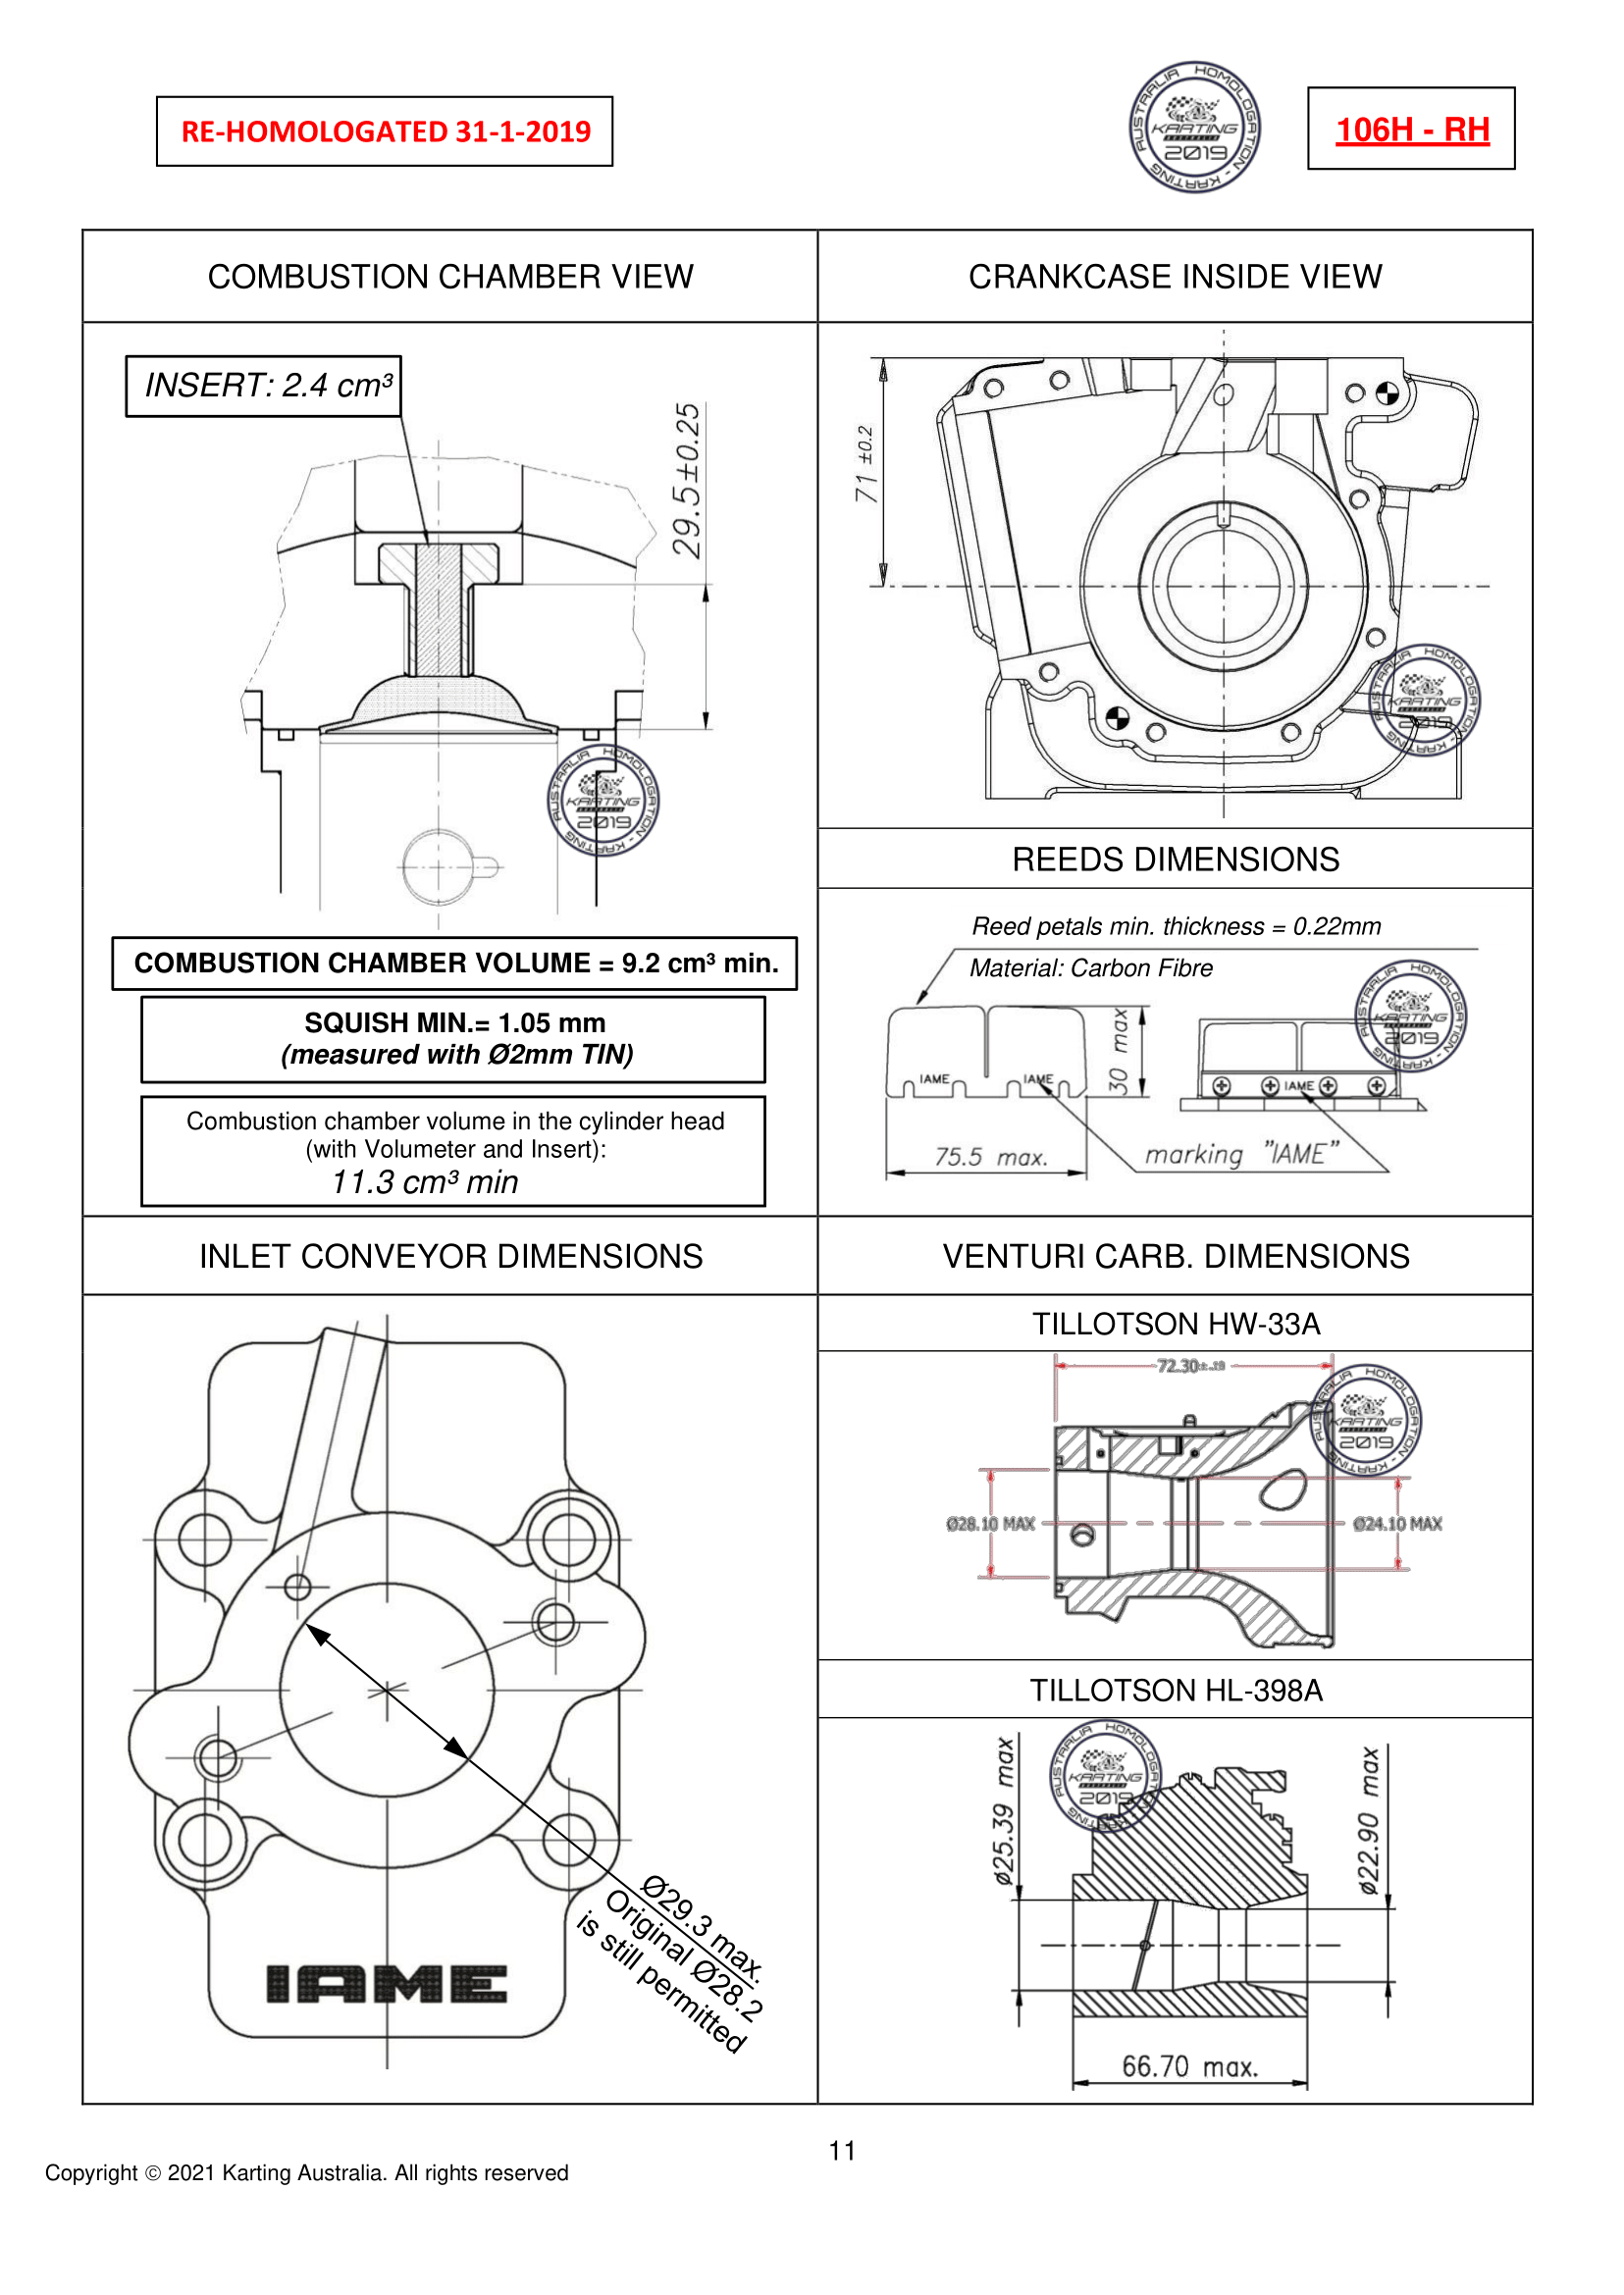 RE-HOMOLOGATED 31-1-2019
AUSTRALIA HOMOLOGATION - KARTING
KARTING
AUSTRALIA
2019
106H - RH
COMBUSTION CHAMBER VIEW
INSERT: 2.4 cm³
29.5±0.25
AUSTRALIA HOMOLOGATION - KARTING
KARTING
2019
COMBUSTION CHAMBER VOLUME = 9.2 cm³ min.
SQUISH MIN.= 1.05 mm
(measured with Ø2mm TIN)
Combustion chamber volume in the cylinder head
(with Volumeter and Insert):
11.3 cm³ min
CRANKCASE INSIDE VIEW
71 ±0.2
AUSTRALIA HOMOLOGATION - KARTING
KARTING
2019
REEDS DIMENSIONS
Reed petals min. thickness = 0.22mm
Material: Carbon Fibre
AUSTRALIA HOMOLOGATION - KARTING
KARTING
2019
IAME
IAME
30 max
IAME
75.5 max.
marking "IAME"
INLET CONVEYOR DIMENSIONS
IAME
Ø29.3 max.
Original Ø28.2
is still permitted
VENTURI CARB. DIMENSIONS
TILLOTSON HW-33A
72.30±.19
AUSTRALIA HOMOLOGATION - KARTING
KARTING
2019
Ø28.10 MAX
Ø24.10 MAX
TILLOTSON HL-398A
AUSTRALIA HOMOLOGATION - KARTING
KARTING
2019
ø25.39 max
ø22.90 max
66.70 max.
11
Copyright © 2021 Karting Australia. All rights reserved